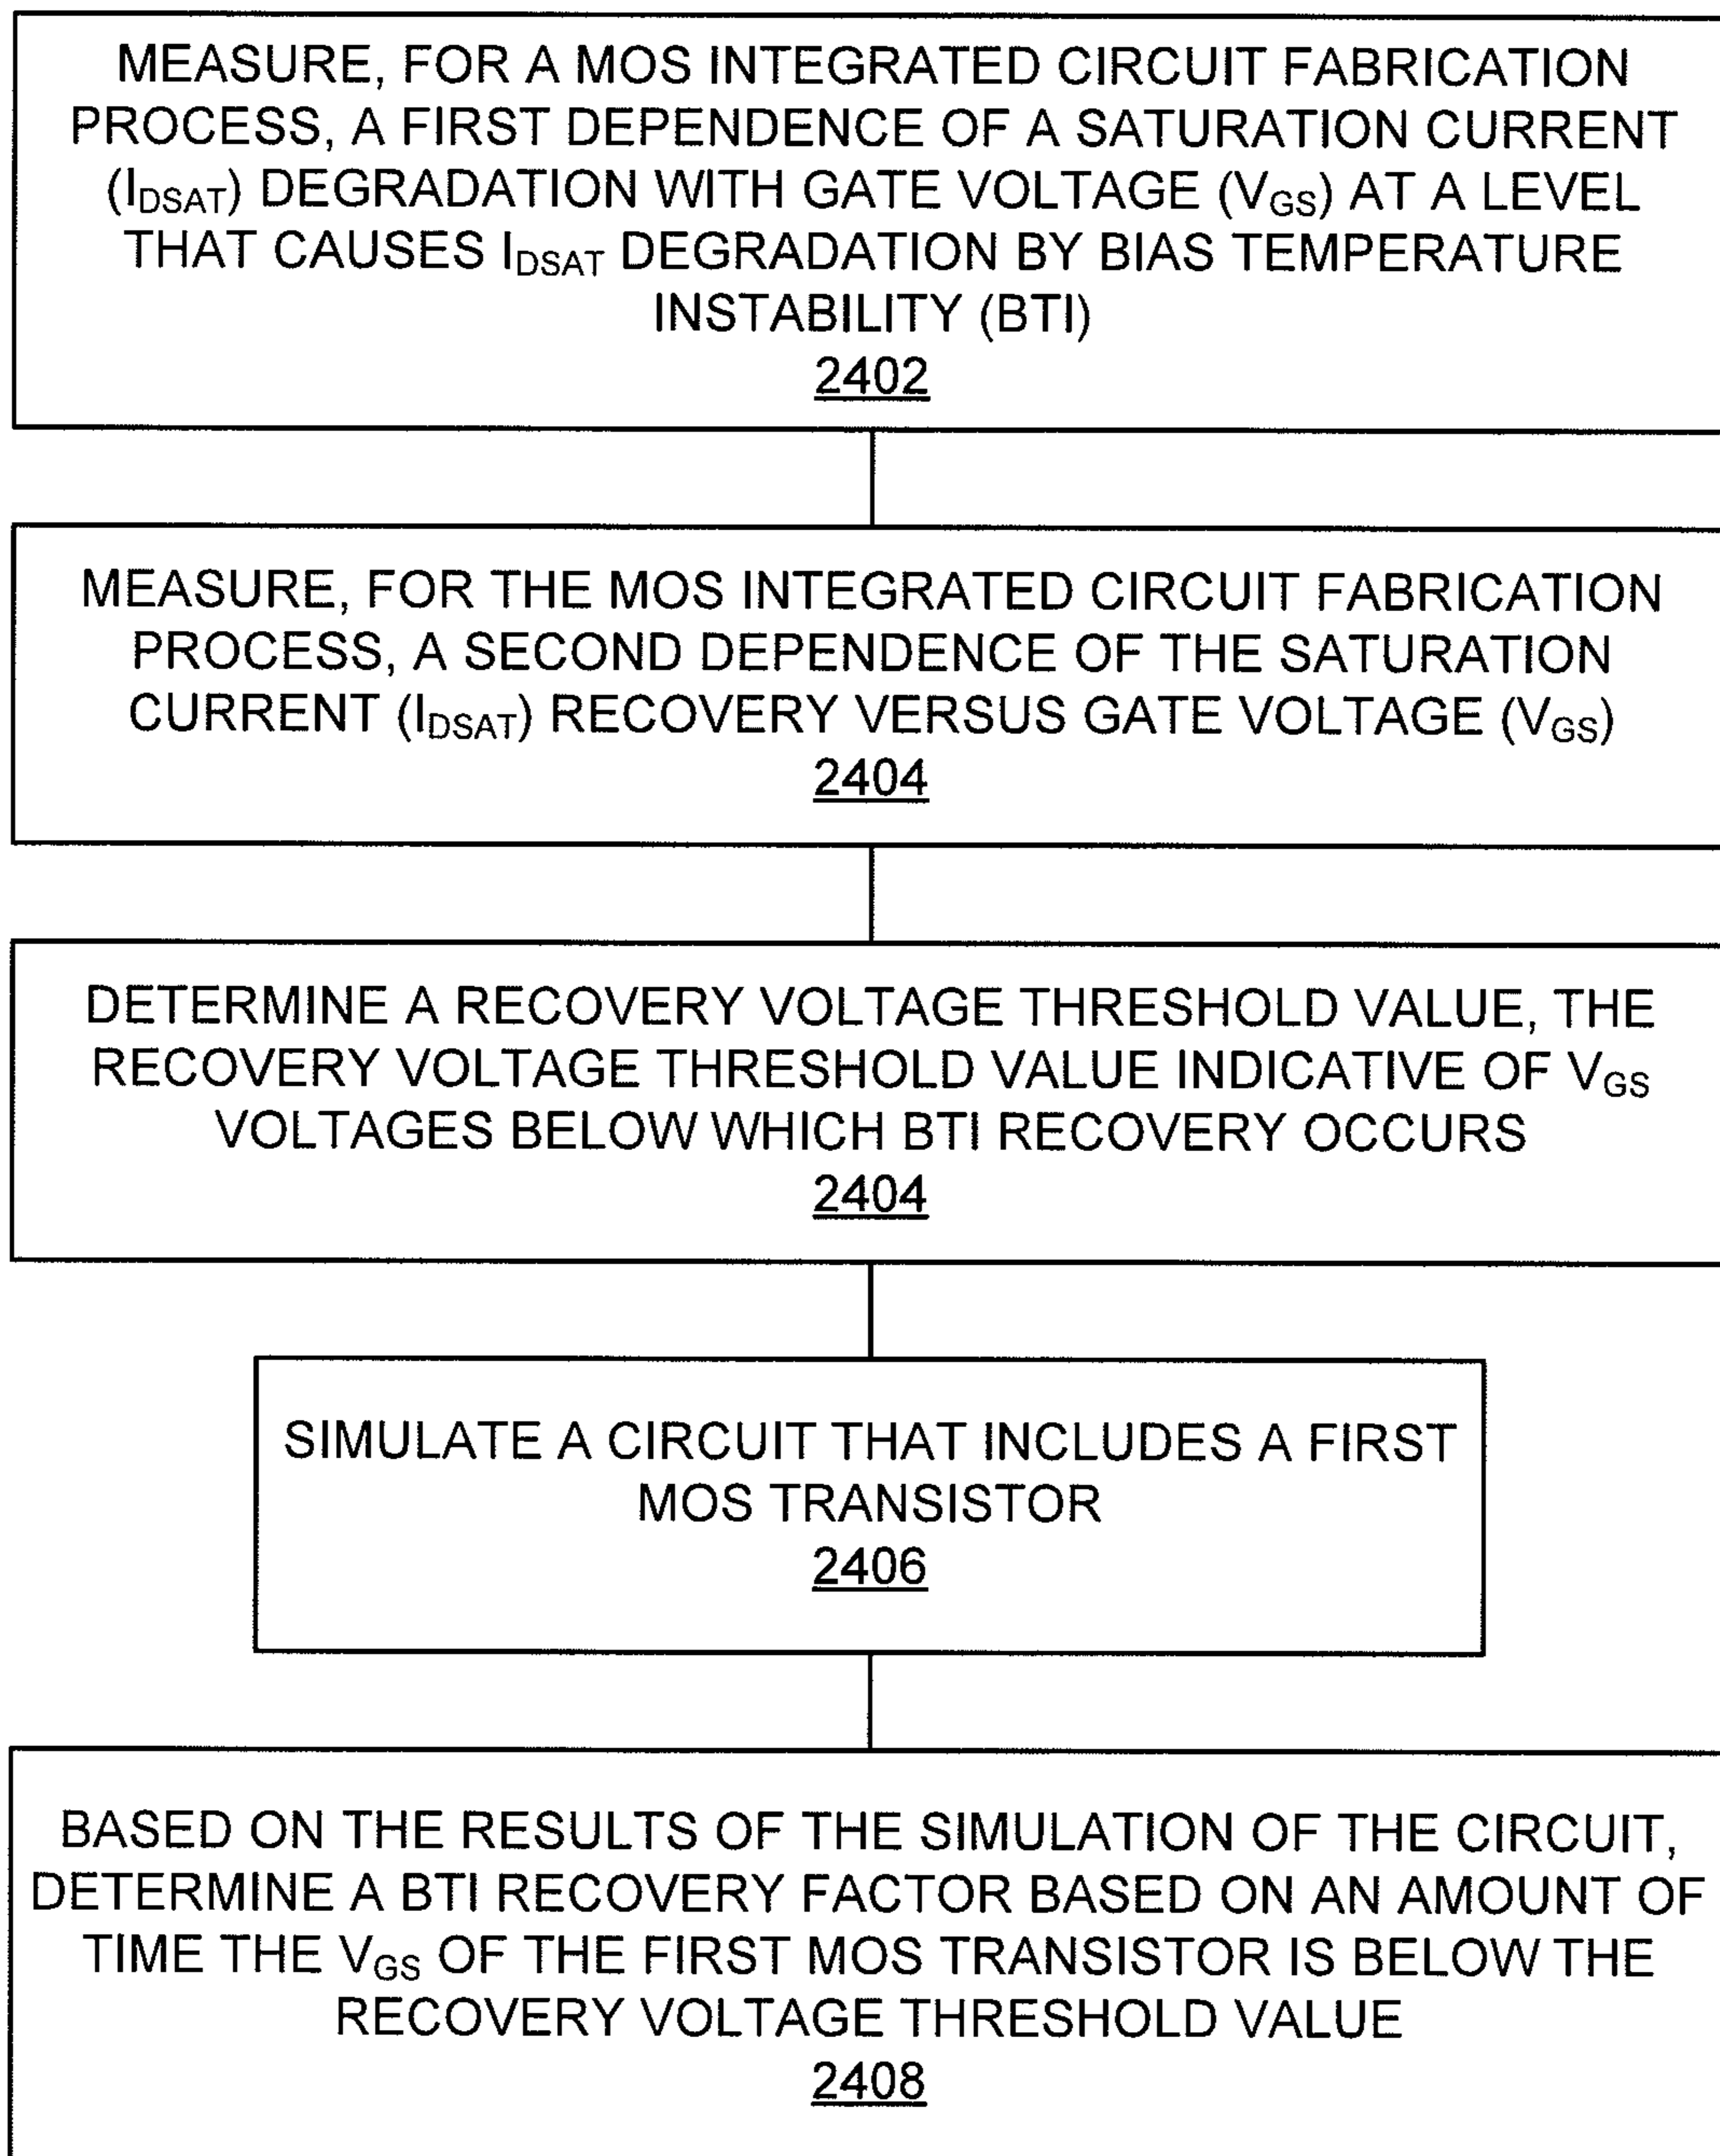 MEASURE, FOR A MOS INTEGRATED CIRCUIT FABRICATION
PROCESS, A FIRST DEPENDENCE OF A SATURATION CURRENT
(IDSAT) DEGRADATION WITH GATE VOLTAGE (VGS) AT A LEVEL
THAT CAUSES IDSAT DEGRADATION BY BIAS TEMPERATURE
INSTABILITY (BTI)
2402
MEASURE, FOR THE MOS INTEGRATED CIRCUIT FABRICATION
PROCESS, A SECOND DEPENDENCE OF THE SATURATION
CURRENT (IDSAT) RECOVERY VERSUS GATE VOLTAGE (VGS)
2404
DETERMINE A RECOVERY VOLTAGE THRESHOLD VALUE, THE
RECOVERY VOLTAGE THRESHOLD VALUE INDICATIVE OF VGS
VOLTAGES BELOW WHICH BTI RECOVERY OCCURS
2404
SIMULATE A CIRCUIT THAT INCLUDES A FIRST
MOS TRANSISTOR
2406
BASED ON THE RESULTS OF THE SIMULATION OF THE CIRCUIT,
DETERMINE A BTI RECOVERY FACTOR BASED ON AN AMOUNT OF
TIME THE VGS OF THE FIRST MOS TRANSISTOR IS BELOW THE
RECOVERY VOLTAGE THRESHOLD VALUE
2408